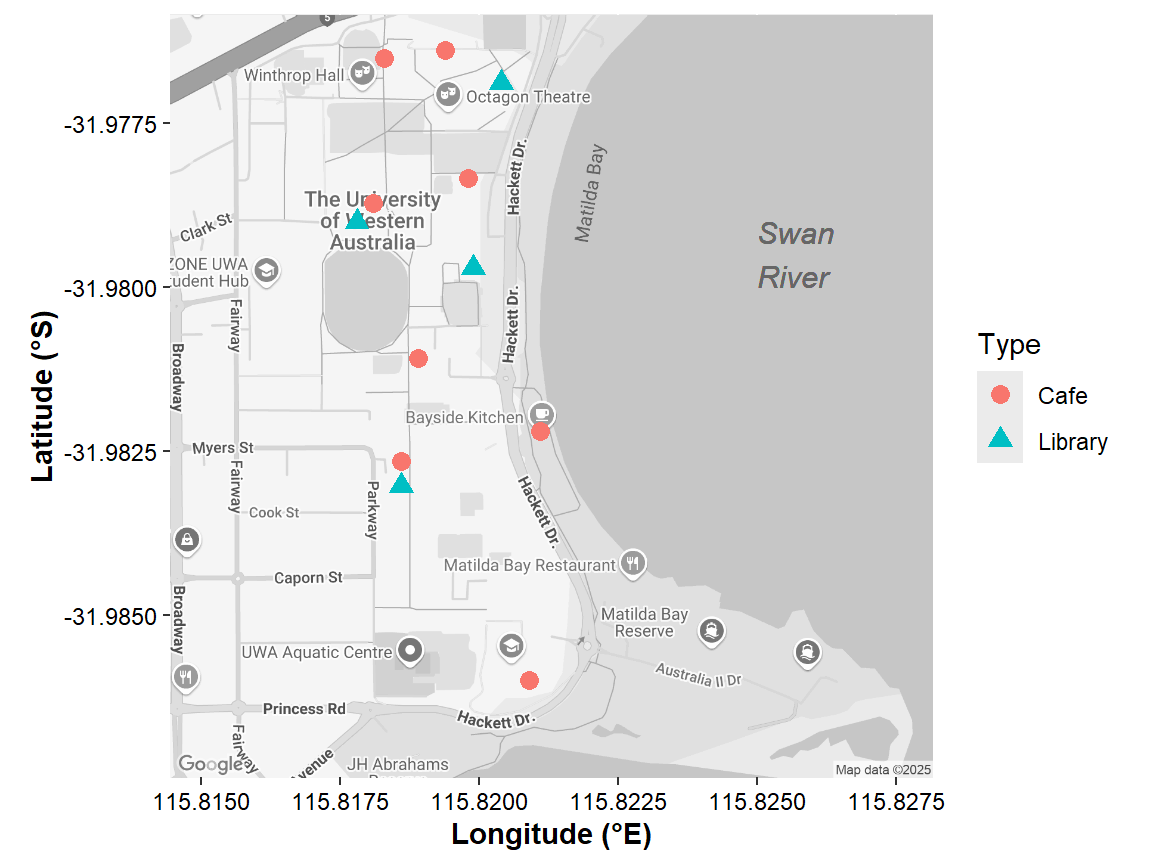 5
Winthrop Hall
Octagon Theatre
-31.9775
Hackett Dr.
Matilda Bay
The University
of Western
Australia
Clark St
Swan
River
ZONE UWA
tudent Hub
-31.9800
Fairway
Hackett Dr.
Broadway
Bayside Kitchen
Type
Cafe
Library
Latitude (°S)
-31.9825
Myers St
Fairway
Parkway
Cook St
Hackett Dr.
Matilda Bay Restaurant
Caporn St
Broadway
-31.9850
Matilda Bay
Reserve
UWA Aquatic Centre
Australia II Dr
Princess Rd
Hackett Dr.
Fairway
venue
JH Abrahams
Google
Map data ©2025
115.8150
115.8175
115.8200
115.8225
115.8250
115.8275
Longitude (°E)